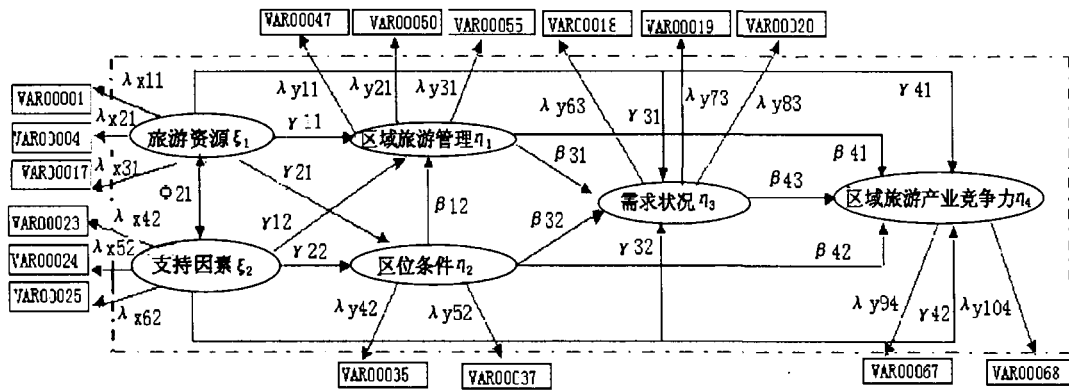 VAR00047 VAR00050 VAR00055 VAR00018 VAR00019 VAR00020
λx11 λy11 λy21 λy31 λy63 γ31 λy73 λy83 γ41
VAR00001
λx21
旅游资源ξ1 γ11 区域旅游管理η1
VAR00004
λx31 γ21 β31 β41
VAR00017
Φ21 需求状况η3 β43 区域旅游产业竞争力η4
λx42 γ12 β12 β32
VAR00023
λx52 γ22 γ32 β42
支持因素ξ2 区位条件η2
VAR00024
VAR00025
λx62 λy42 λy52 λy94 γ42 λy104
VAR00035 VAR00037 VAR00067 VAR00068